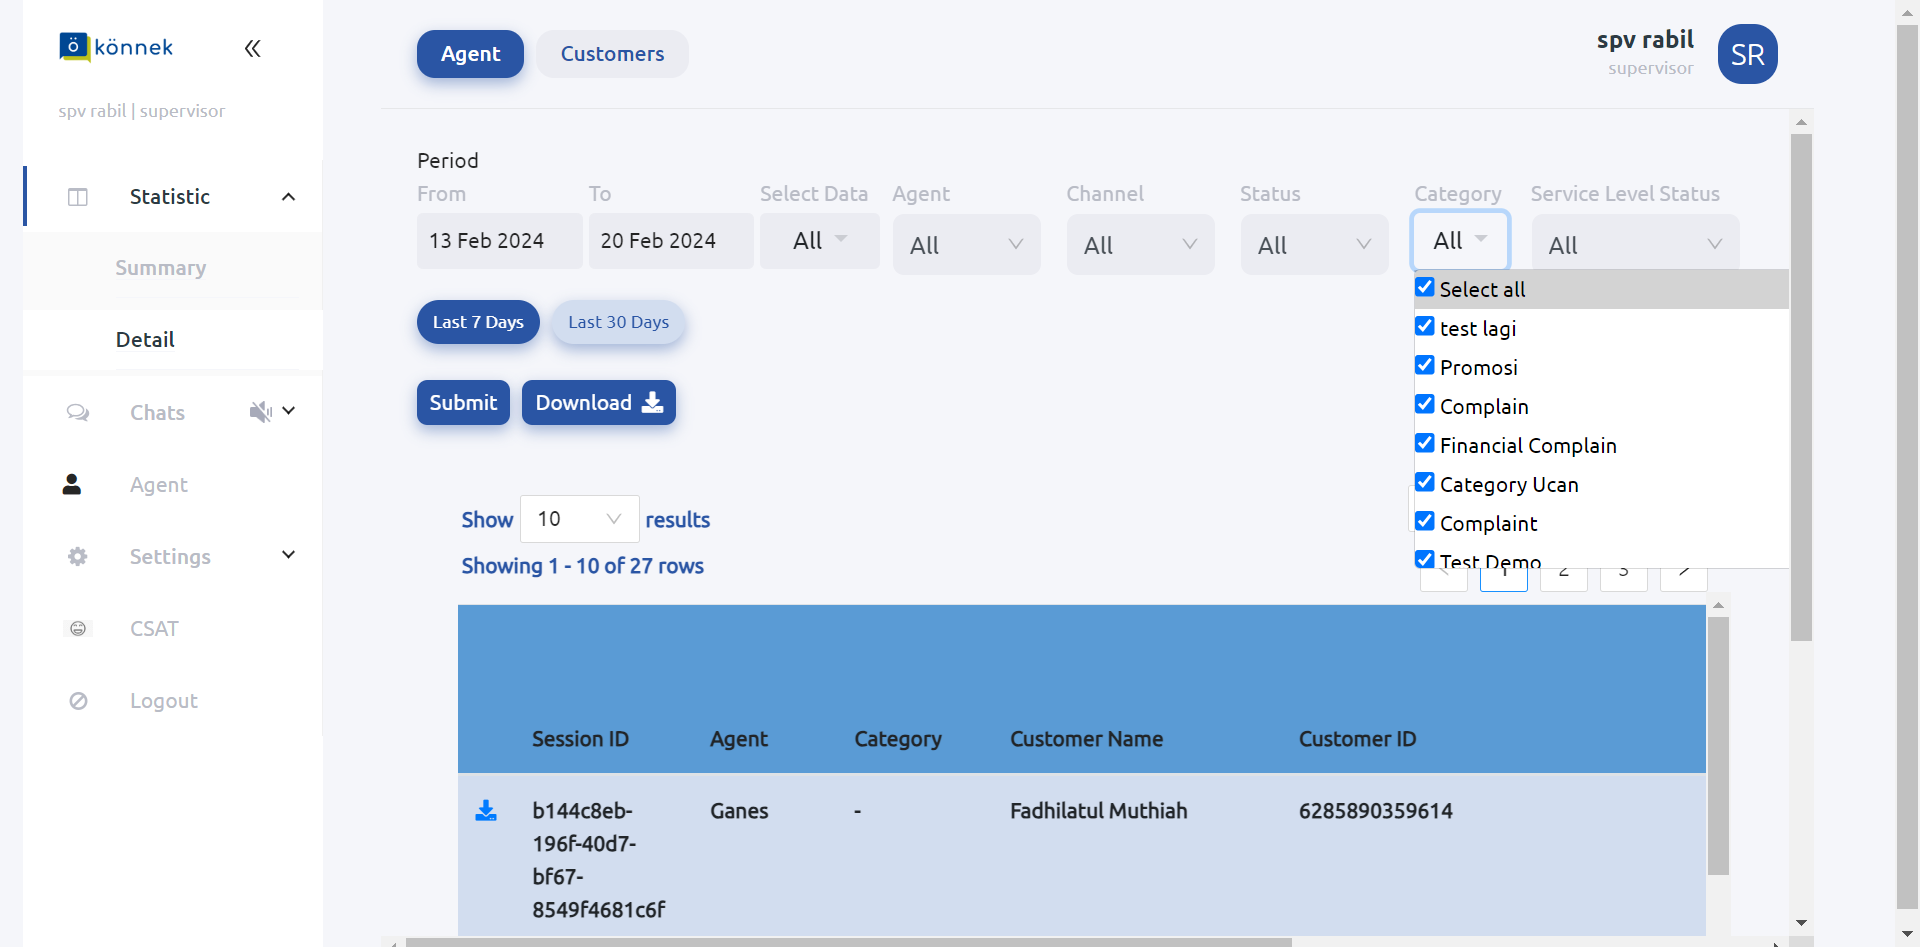 ö könnek
spv rabil | supervisor
Statistic
Summary
Detail
Chats
Agent
Settings
CSAT
Logout
Agent Customers
spv rabil
supervisor
SR
Period
From To Select Data Agent Channel Status Category Service Level Status
13 Feb 2024 20 Feb 2024 All All All All All All
Last 7 Days Last 30 Days
Submit Download
Select all
test lagi
Promosi
Complain
Financial Complain
Category Ucan
Complaint
Test Demo
Show 10 results
Showing 1 - 10 of 27 rows
< 1 2 3 >
Session ID Agent Category Customer Name Customer ID
b144c8eb- Ganes - Fadhilatul Muthiah 6285890359614
196f-40d7-
bf67-
8549f4681c6f